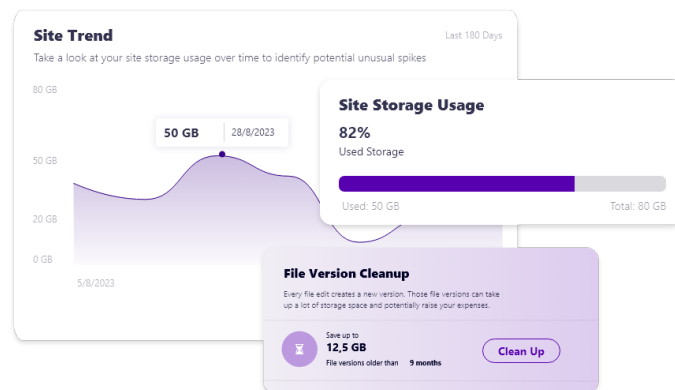 Site Trend
Last 180 Days
Take a look at your site storage usage over time to identify potential unusual spikes
80 GB
50 GB 28/8/2023
50 GB
20 GB
0 GB
5/8/2023
Site Storage Usage
82%
Used Storage
Used: 50 GB Total: 80 GB
File Version Cleanup
Every file edit creates a new version. Those file versions can take
up a lot of storage space and potentially raise your expenses.
Save up to
12,5 GB
File versions older than 9 months
Clean Up